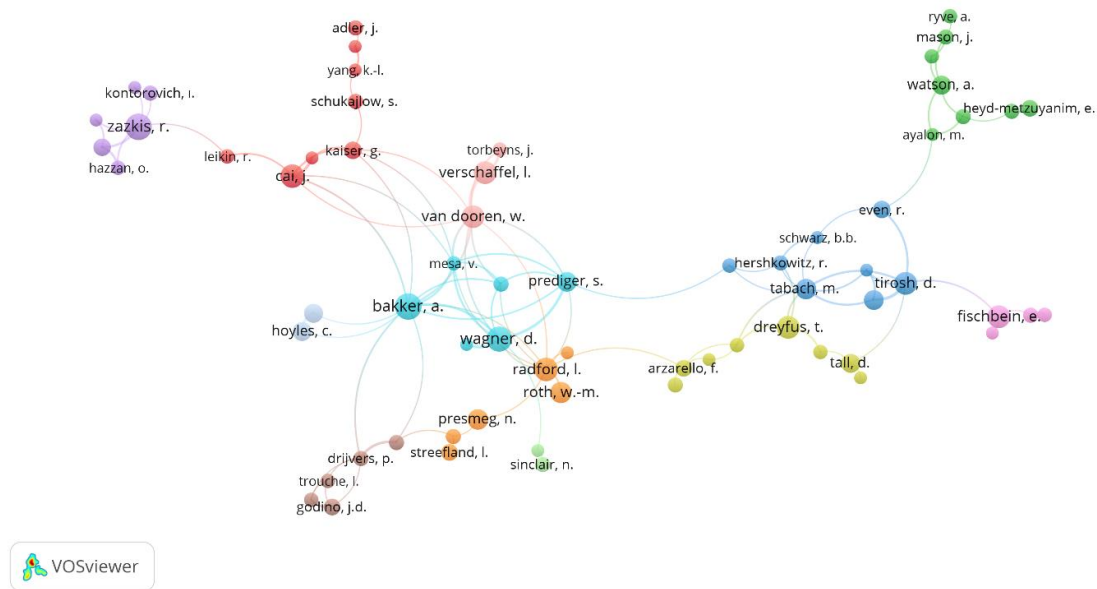 ryve, a.
adler, j.
mason, j.
yang, k.-l.
watson, a.
kontorovich, i.
schukajlow, s.
heyd-metzuyanim, e.
zazkis, r.
ayalon, m.
kaiser, g.
torbeyns, j.
leikin, r.
hazzan, o.
verschaffel, l.
cai, j.
even, r.
van dooren, w.
schwarz, b.b.
mesa, v.
hershkowitz, r.
prediger, s.
tirosh, d.
tabach, m.
bakker, a.
fischbein, e.
hoyles, c.
dreyfus, t.
wagner, d.
tall, d.
arzarello, f.
radford, l.
roth, w.-m.
presmeg, n.
streefland, l.
drijvers, p.
sinclair, n.
trouche, l.
godino, j.d.
VOSviewer